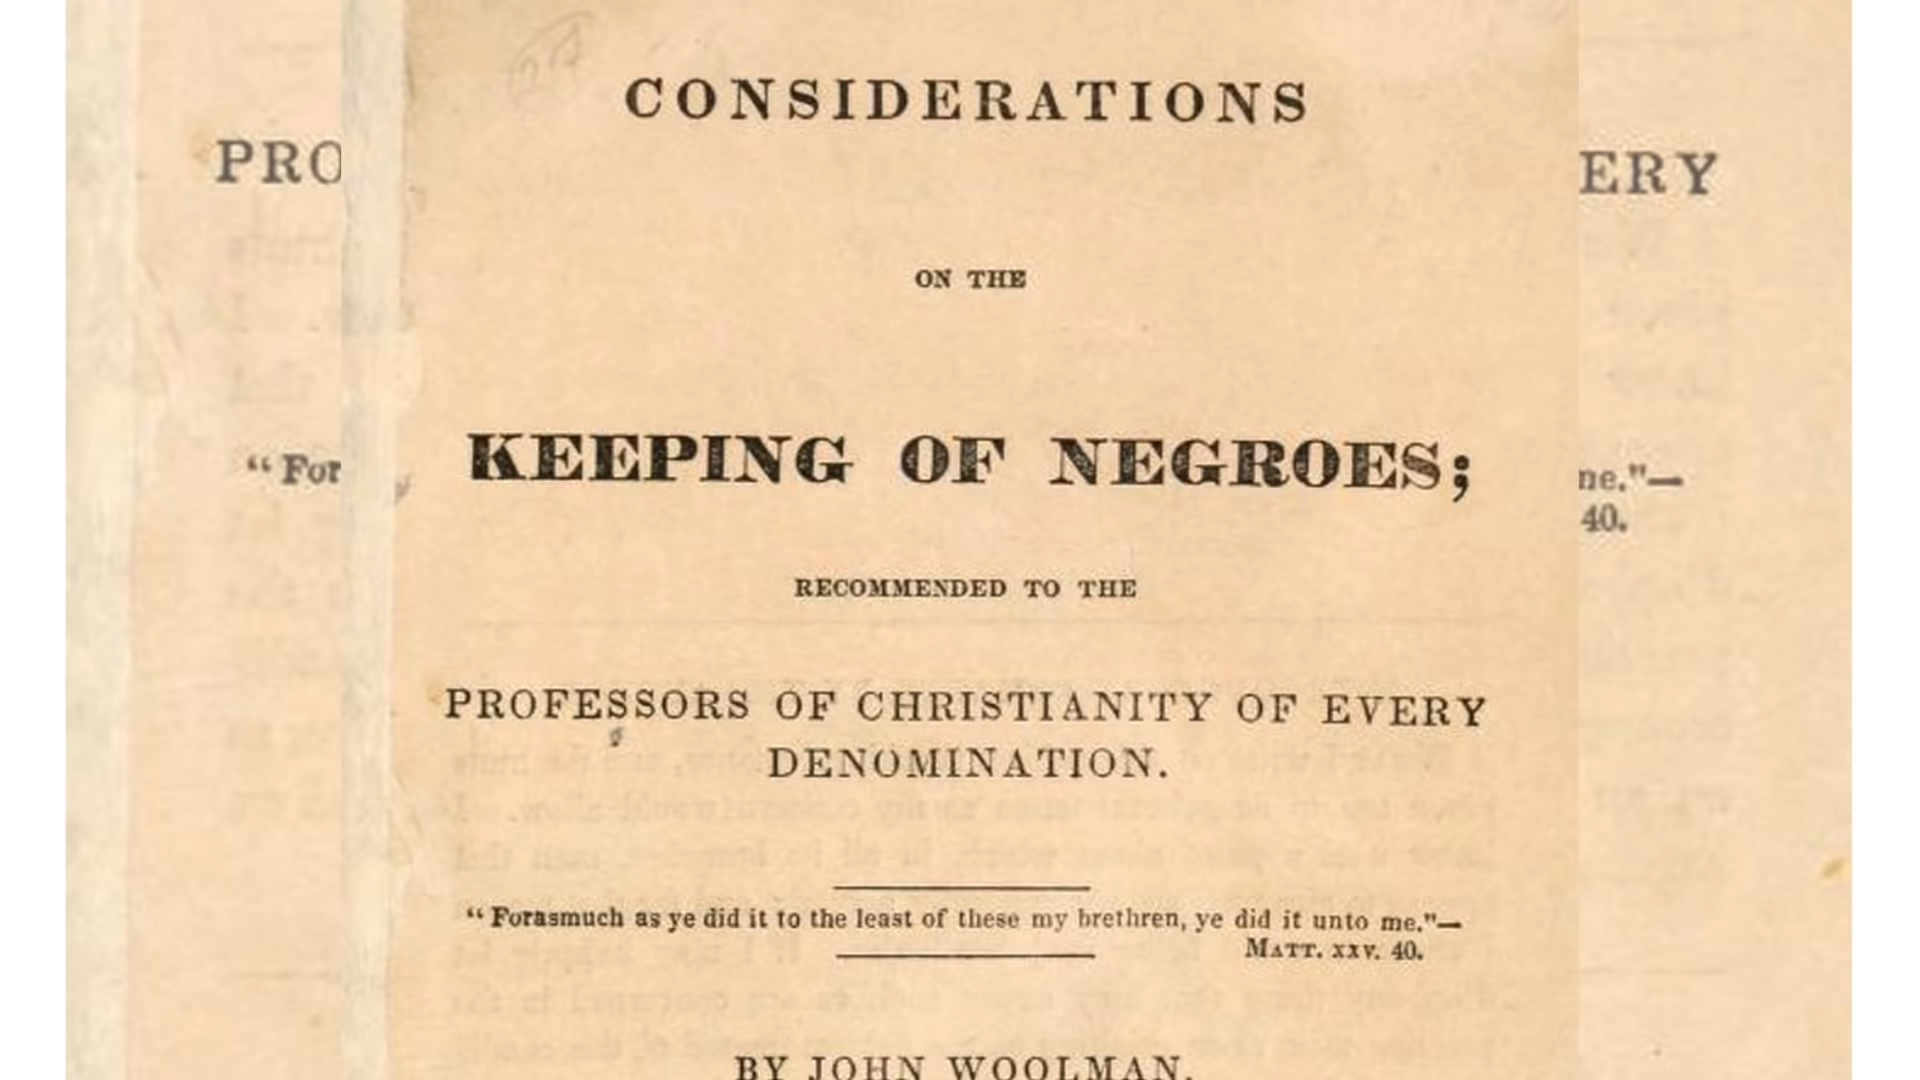 CONSIDERATIONS
ON THE
KEEPING OF NEGROES;
RECOMMENDED TO THE
PROFESSORS OF CHRISTIANITY OF EVERY
DENOMINATION.
"Forasmuch as ye did it to the least of these my brethren, ye did it unto me."—
MATT. XXV. 40.
BY JOHN WOOLMAN.
PRO
ERY
"For
ne."—
40.